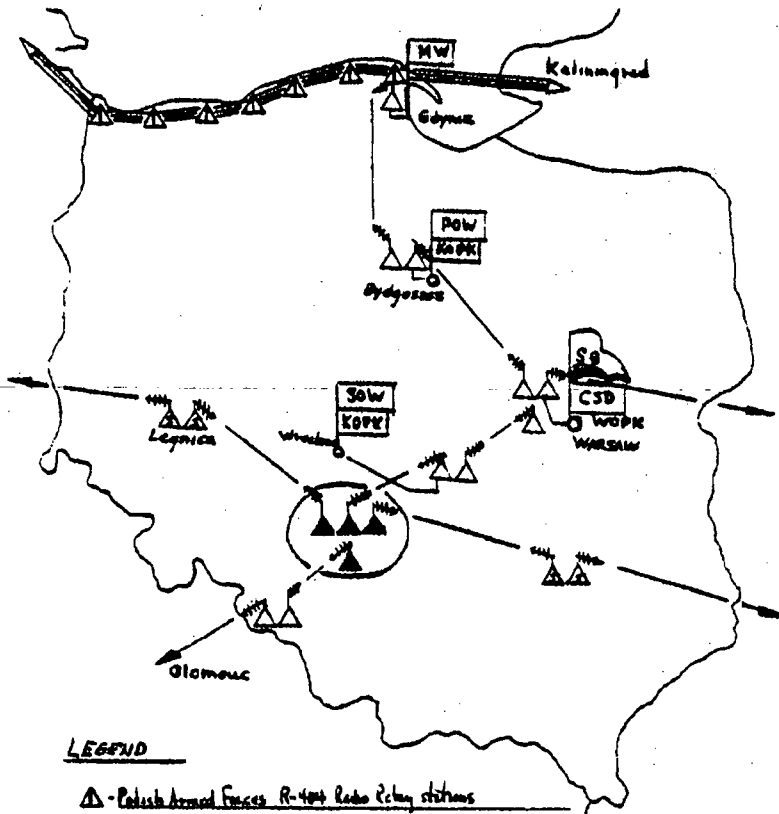 MW
Kaliningrad
Gdynia
POW
KOPK
Bydgoszcz
SG
CSD
WOPK
WARSAW
SOW
KOPK
Wrocław
Legnica
Olomouc
LEGEND
- Polish Armed Forces R-404 Radio Relay stations